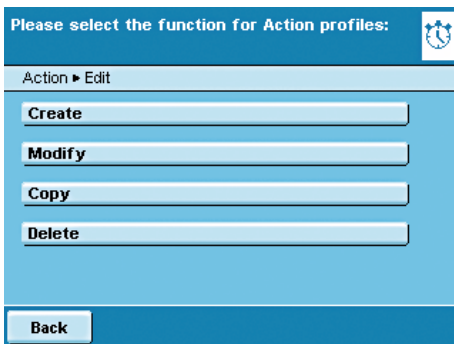 Please select the function for Action profiles:
Action ▸ Edit
Create
Modify
Copy
Delete
Back